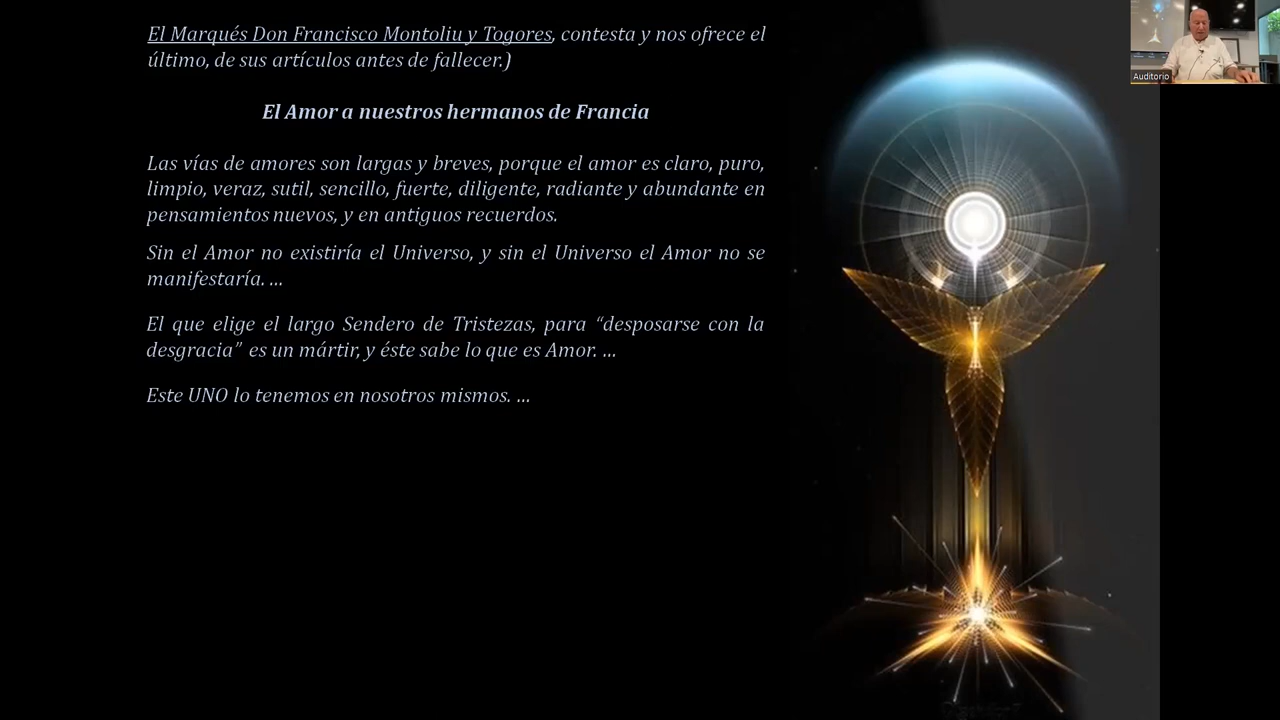 El Marqués Don Francisco Montoliu y Togores, contesta y nos ofrece el
último, de sus artículos antes de fallecer.)
El Amor a nuestros hermanos de Francia
Las vías de amores son largas y breves, porque el amor es claro, puro,
limpio, veraz, sutil, sencillo, fuerte, diligente, radiante y abundante en
pensamientos nuevos, y en antiguos recuerdos.
Sin el Amor no existiría el Universo, y sin el Universo el Amor no se
manifestaría. ...
El que elige el largo Sendero de Tristezas, para “desposarse con la
desgracia” es un mártir, y éste sabe lo que es Amor. ...
Este UNO lo tenemos en nosotros mismos. ...
Auditorio